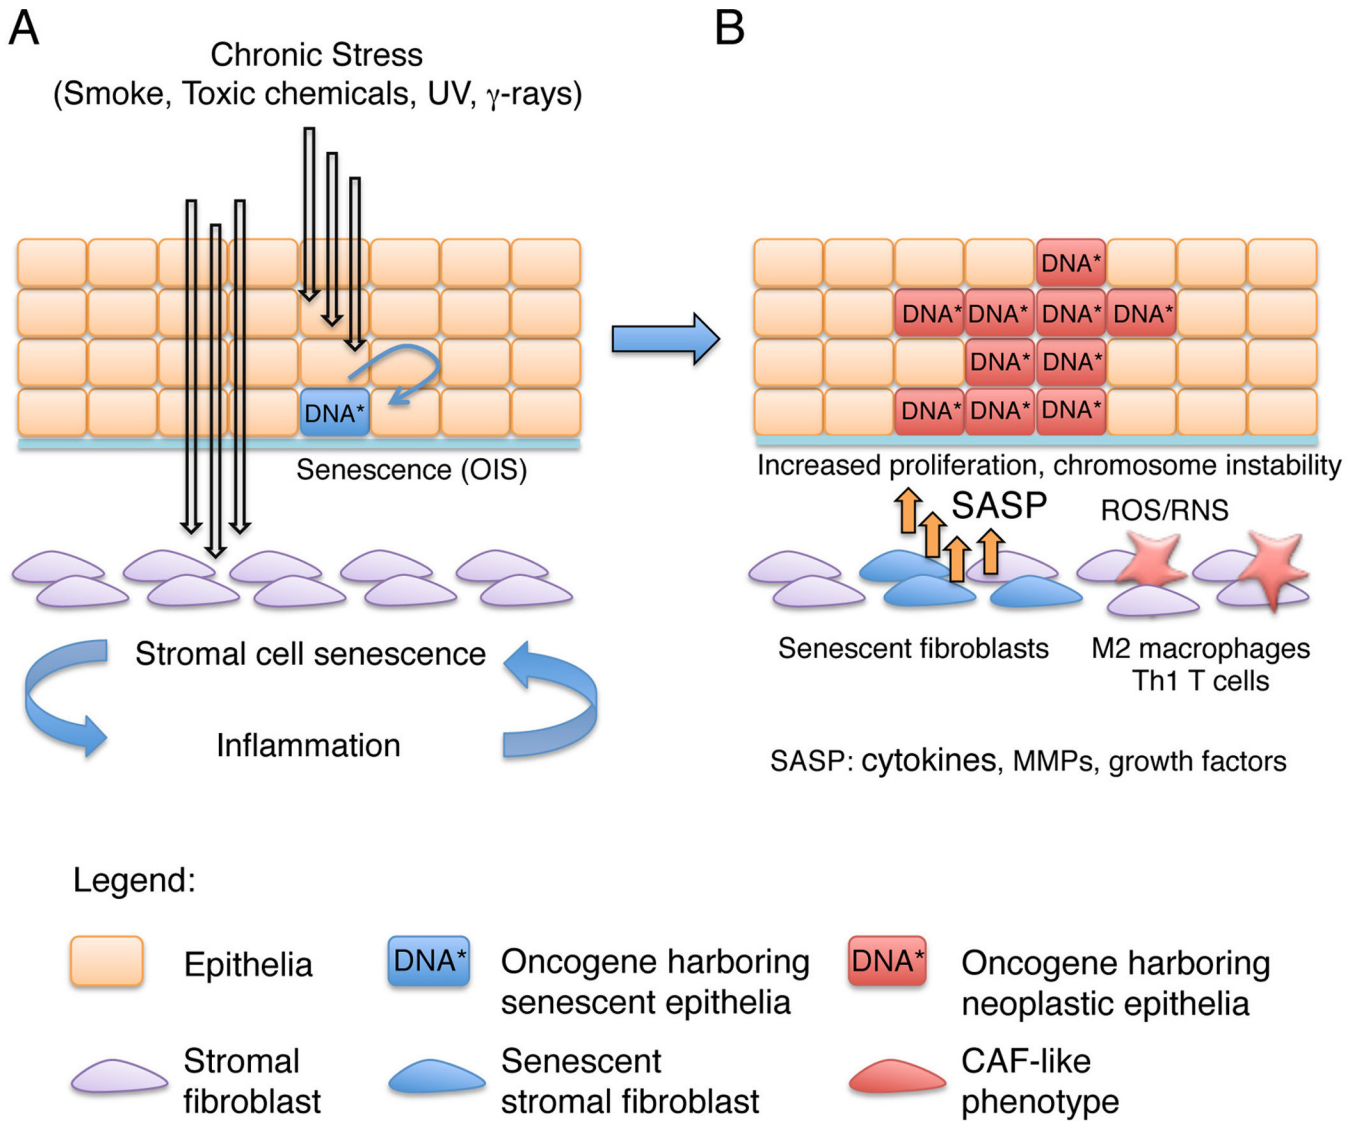 A
Chronic Stress
(Smoke, Toxic chemicals, UV, γ-rays)
DNA*
Senescence (OIS)
Stromal cell senescence
Inflammation
B
DNA*
DNA* DNA* DNA* DNA*
DNA* DNA*
DNA* DNA* DNA*
Increased proliferation, chromosome instability
SASP
ROS/RNS
Senescent fibroblasts
M2 macrophages
Th1 T cells
SASP: cytokines, MMPs, growth factors
Legend:
Epithelia
DNA*
Oncogene harboring
senescent epithelia
DNA*
Oncogene harboring
neoplastic epithelia
Stromal
fibroblast
Senescent
stromal fibroblast
CAF-like
phenotype